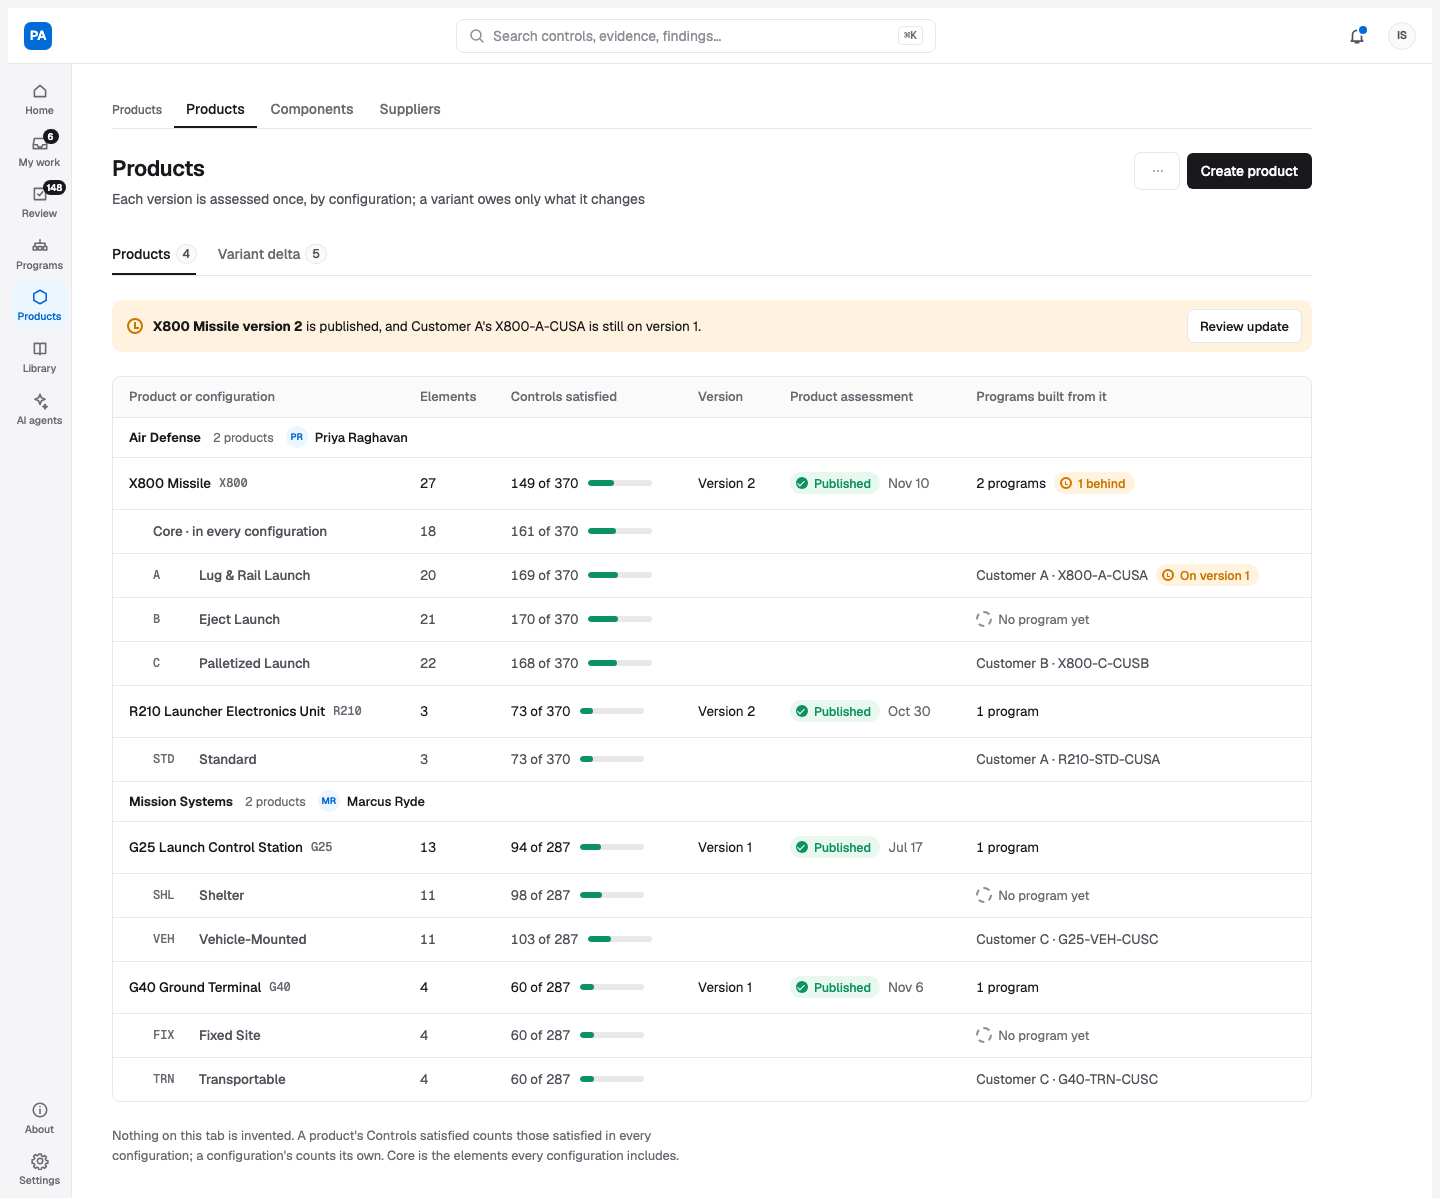 PA
Search controls, evidence, findings...
⌘K
IS
Home
6
My work
148
Review
Programs
Products
Library
AI agents
About
Settings
Products Products Components Suppliers
Products
... Create product
Each version is assessed once, by configuration; a variant owes only what it changes
Products 4 Variant delta 5
X800 Missile version 2 is published, and Customer A's X800-A-CUSA is still on version 1. Review update
Product or configuration Elements Controls satisfied Version Product assessment Programs built from it
Air Defense 2 products PR Priya Raghavan
X800 Missile X800 27 149 of 370 Version 2 Published Nov 10 2 programs 1 behind
Core · in every configuration 18 161 of 370
A Lug & Rail Launch 20 169 of 370 Customer A · X800-A-CUSA On version 1
B Eject Launch 21 170 of 370 No program yet
C Palletized Launch 22 168 of 370 Customer B · X800-C-CUSB
R210 Launcher Electronics Unit R210 3 73 of 370 Version 2 Published Oct 30 1 program
STD Standard 3 73 of 370 Customer A · R210-STD-CUSA
Mission Systems 2 products MR Marcus Ryde
G25 Launch Control Station G25 13 94 of 287 Version 1 Published Jul 17 1 program
SHL Shelter 11 98 of 287 No program yet
VEH Vehicle-Mounted 11 103 of 287 Customer C · G25-VEH-CUSC
G40 Ground Terminal G40 4 60 of 287 Version 1 Published Nov 6 1 program
FIX Fixed Site 4 60 of 287 No program yet
TRN Transportable 4 60 of 287 Customer C · G40-TRN-CUSC
Nothing on this tab is invented. A product's Controls satisfied counts those satisfied in every
configuration; a configuration's counts its own. Core is the elements every configuration includes.